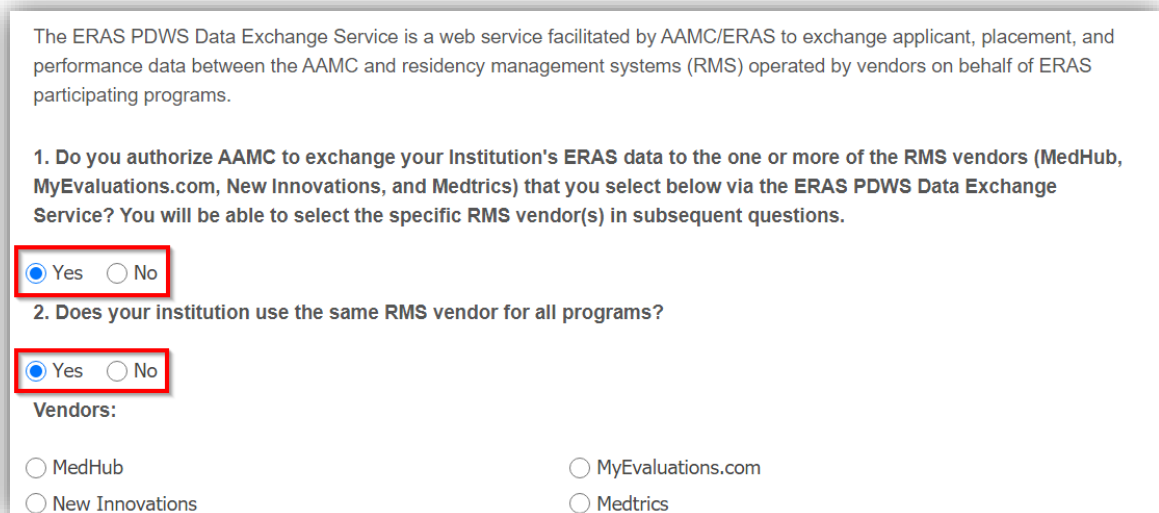 The ERAS PDWS Data Exchange Service is a web service facilitated by AAMC/ERAS to exchange applicant, placement, and
performance data between the AAMC and residency management systems (RMS) operated by vendors on behalf of ERAS
participating programs.
1. Do you authorize AAMC to exchange your Institution's ERAS data to the one or more of the RMS vendors (MedHub,
MyEvaluations.com, New Innovations, and Medtrics) that you select below via the ERAS PDWS Data Exchange
Service? You will be able to select the specific RMS vendor(s) in subsequent questions.
Yes No
2. Does your institution use the same RMS vendor for all programs?
Yes No
Vendors:
MedHub MyEvaluations.com
New Innovations Medtrics